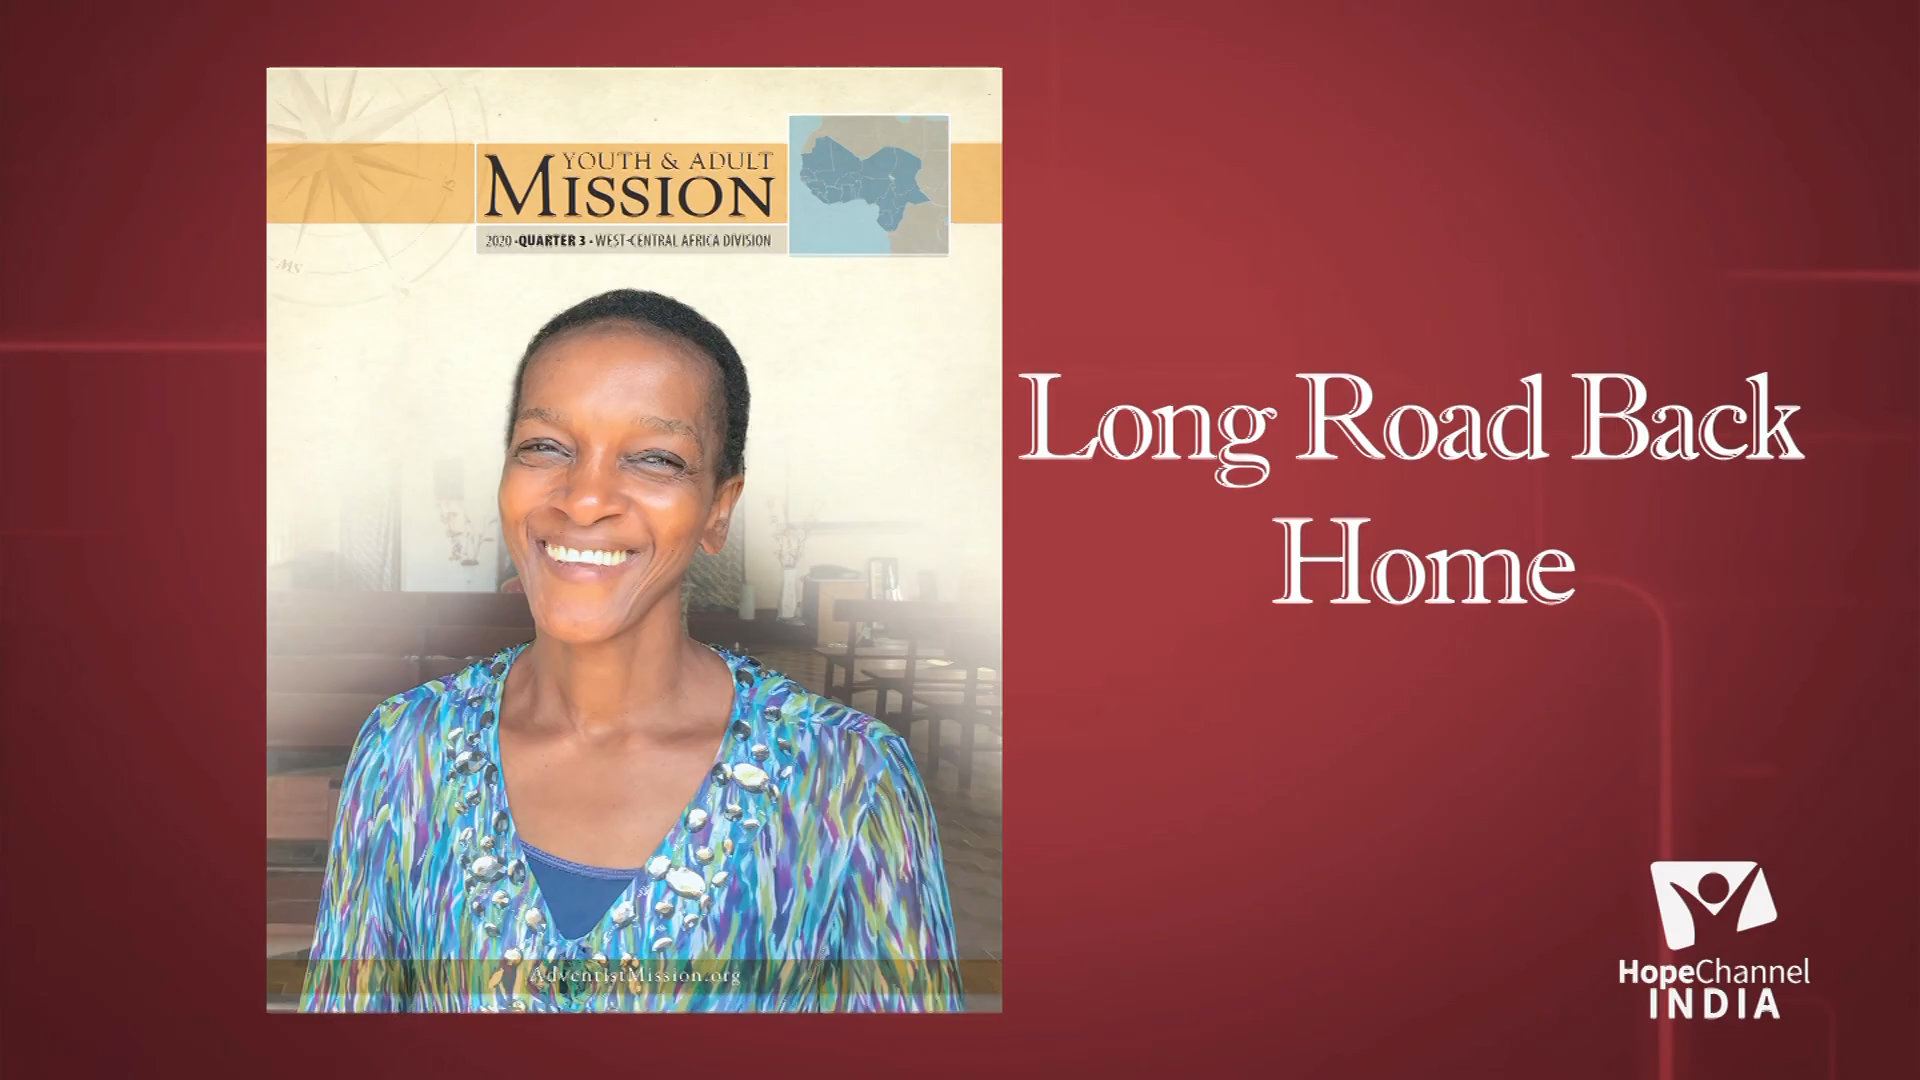 YOUTH & ADULT
MISSION
2020 • QUARTER 3 • WEST-CENTRAL AFRICA DIVISION
Long Road Back
Home
AdventistMission.org
HopeChannel
INDIA